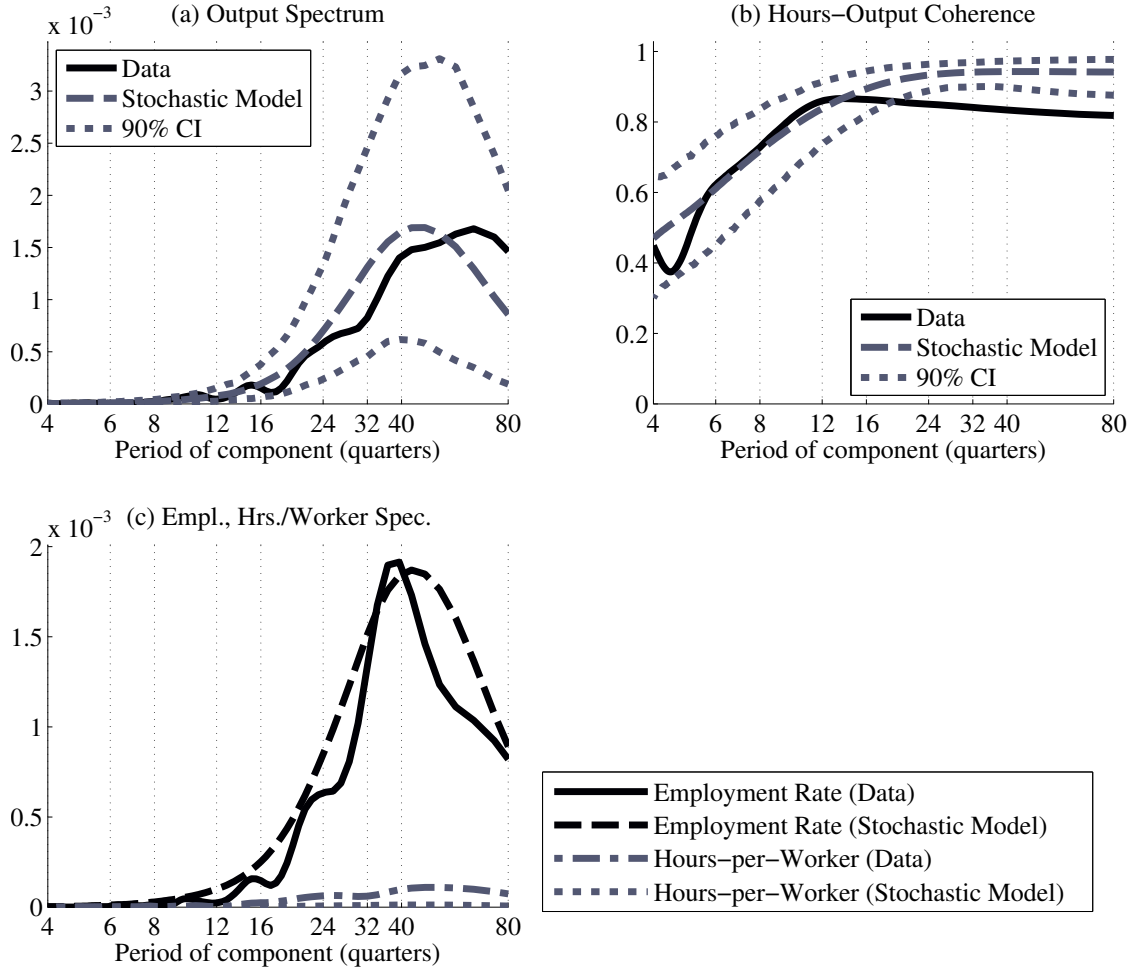 (a) Output Spectrum
x 10−3
3
2.5
2
1.5
1
0.5
0
Data
Stochastic Model
90% CI
4 6 8 12 16 24 32 40 80
Period of component (quarters)
(b) Hours−Output Coherence
1
0.8
0.6
0.4
0.2
0
Data
Stochastic Model
90% CI
4 6 8 12 16 24 32 40 80
Period of component (quarters)
x 10−3
(c) Empl., Hrs./Worker Spec.
2
1.5
1
0.5
0
4 6 8 12 16 24 32 40 80
Period of component (quarters)
Employment Rate (Data)
Employment Rate (Stochastic Model)
Hours−per−Worker (Data)
Hours−per−Worker (Stochastic Model)